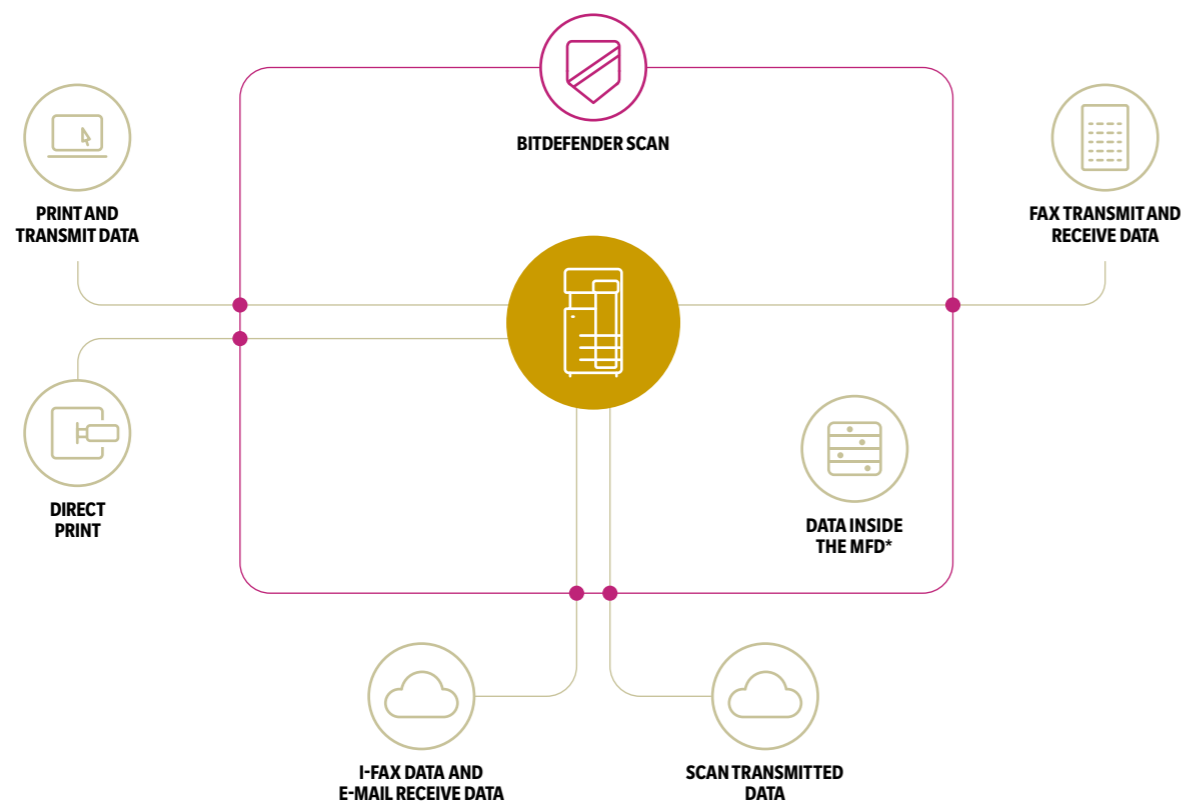 BITDEFENDER SCAN
PRINT AND
TRANSMIT DATA
FAX TRANSMIT AND
RECEIVE DATA
DIRECT
PRINT
DATA INSIDE
THE MFD*
I-FAX DATA AND
E-MAIL RECEIVE DATA
SCAN TRANSMITTED
DATA